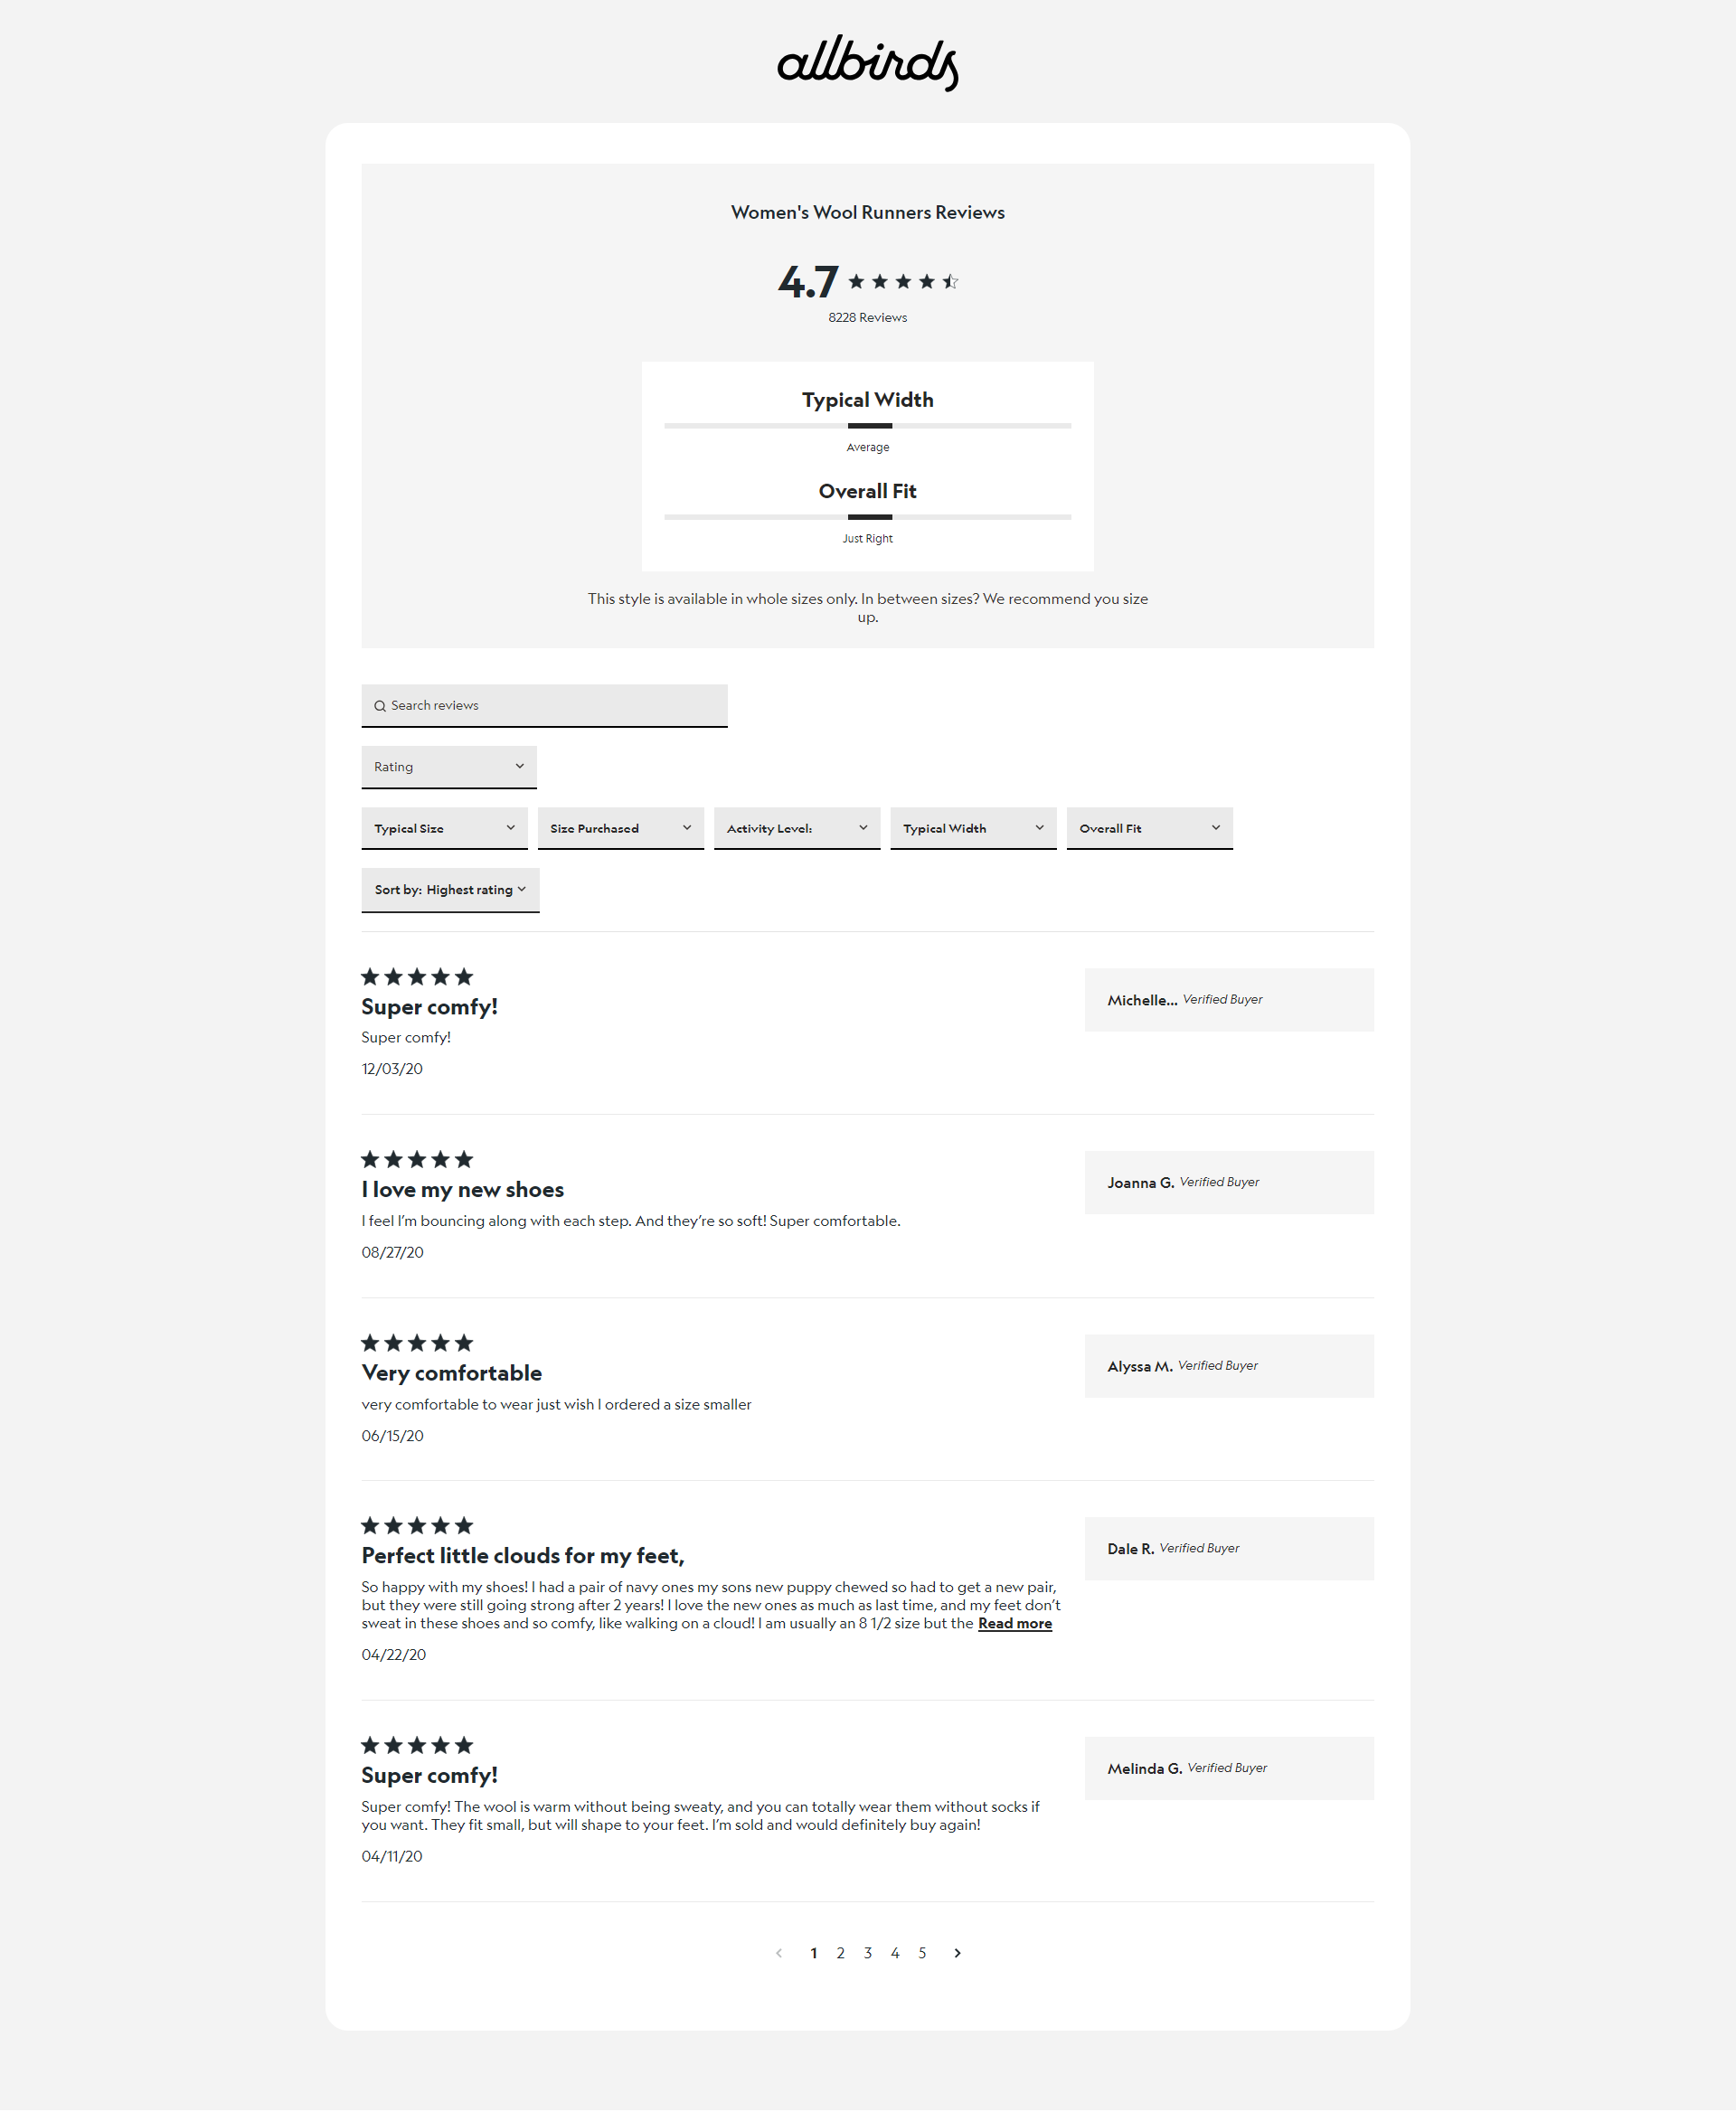 allbirds
Women's Wool Runners Reviews
4.7
8228 Reviews
Typical Width
Average
Overall Fit
Just Right
This style is available in whole sizes only. In between sizes? We recommend you size
up.
Search reviews
Rating
Typical Size
Size Purchased
Activity Level:
Typical Width
Overall Fit
Sort by: Highest rating
Super comfy!
Michelle... Verified Buyer
Super comfy!
12/03/20
I love my new shoes
Joanna G. Verified Buyer
I feel I’m bouncing along with each step. And they’re so soft! Super comfortable.
08/27/20
Very comfortable
Alyssa M. Verified Buyer
very comfortable to wear just wish I ordered a size smaller
06/15/20
Perfect little clouds for my feet,
Dale R. Verified Buyer
So happy with my shoes! I had a pair of navy ones my sons new puppy chewed so had to get a new pair,
but they were still going strong after 2 years! I love the new ones as much as last time, and my feet don’t
sweat in these shoes and so comfy, like walking on a cloud! I am usually an 8 1/2 size but the Read more
04/22/20
Super comfy!
Melinda G. Verified Buyer
Super comfy! The wool is warm without being sweaty, and you can totally wear them without socks if
you want. They fit small, but will shape to your feet. I’m sold and would definitely buy again!
04/11/20
1 2 3 4 5